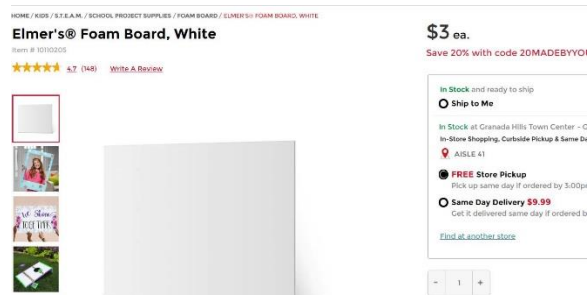 HOME / KIDS / S.T.E.A.M. / SCHOOL PROJECT SUPPLIES / FOAM BOARD / ELMER'S® FOAM BOARD, WHITE
Elmer's® Foam Board, White
Item # 10110205
4.7 (148) Write A Review
$3 ea.
Save 20% with code 20MADEBYYOU
In Stock and ready to ship
Ship to Me
In Stock at Granada Hills Town Center -
In-Store Shopping, Curbside Pickup & Same Da
AISLE 41
FREE Store Pickup
Pick up same day if ordered by 3:00p
Same Day Delivery $9.99
Get it delivered same day if ordered b
Find at another store
- 1 +